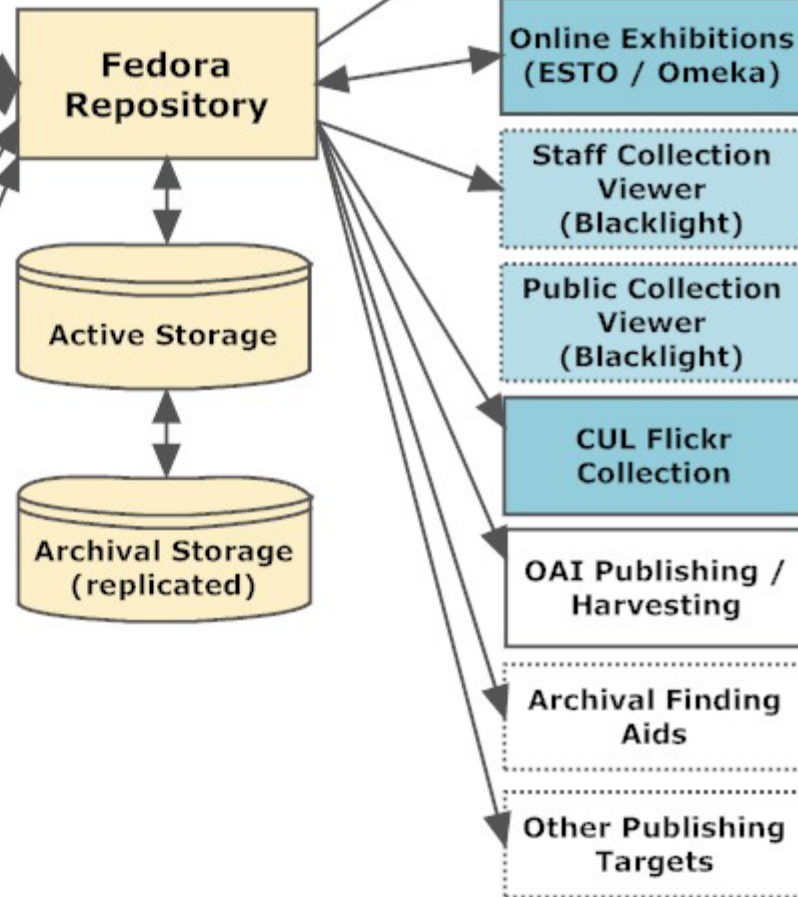 Fedora
Repository
Active Storage
Archival Storage
(replicated)
Online Exhibitions
(ESTO / Omeka)
Staff Collection
Viewer
(Blacklight)
Public Collection
Viewer
(Blacklight)
CUL Flickr
Collection
OAI Publishing /
Harvesting
Archival Finding
Aids
Other Publishing
Targets